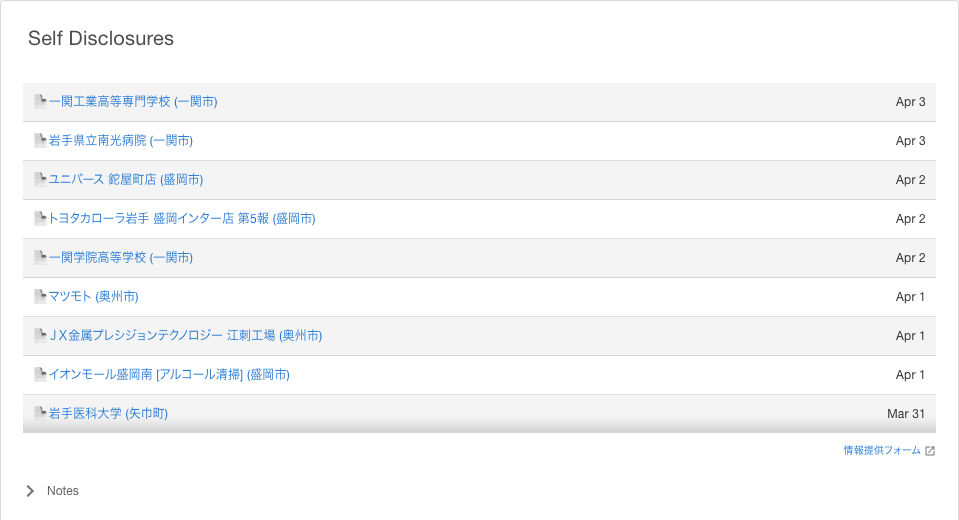 Self Disclosures
一関工業高等専門学校 (一関市) Apr 3
岩手県立南光病院 (一関市) Apr 3
ユニバース 鉈屋町店 (盛岡市) Apr 2
トヨタカローラ岩手 盛岡インター店 第5報 (盛岡市) Apr 2
一関学院高等学校 (一関市) Apr 2
マツモト (奥州市) Apr 1
ＪＸ金属プレシジョンテクノロジー 江刺工場 (奥州市) Apr 1
イオンモール盛岡南 [アルコール清掃] (盛岡市) Apr 1
岩手医科大学 (矢巾町) Mar 31
情報提供フォーム
Notes